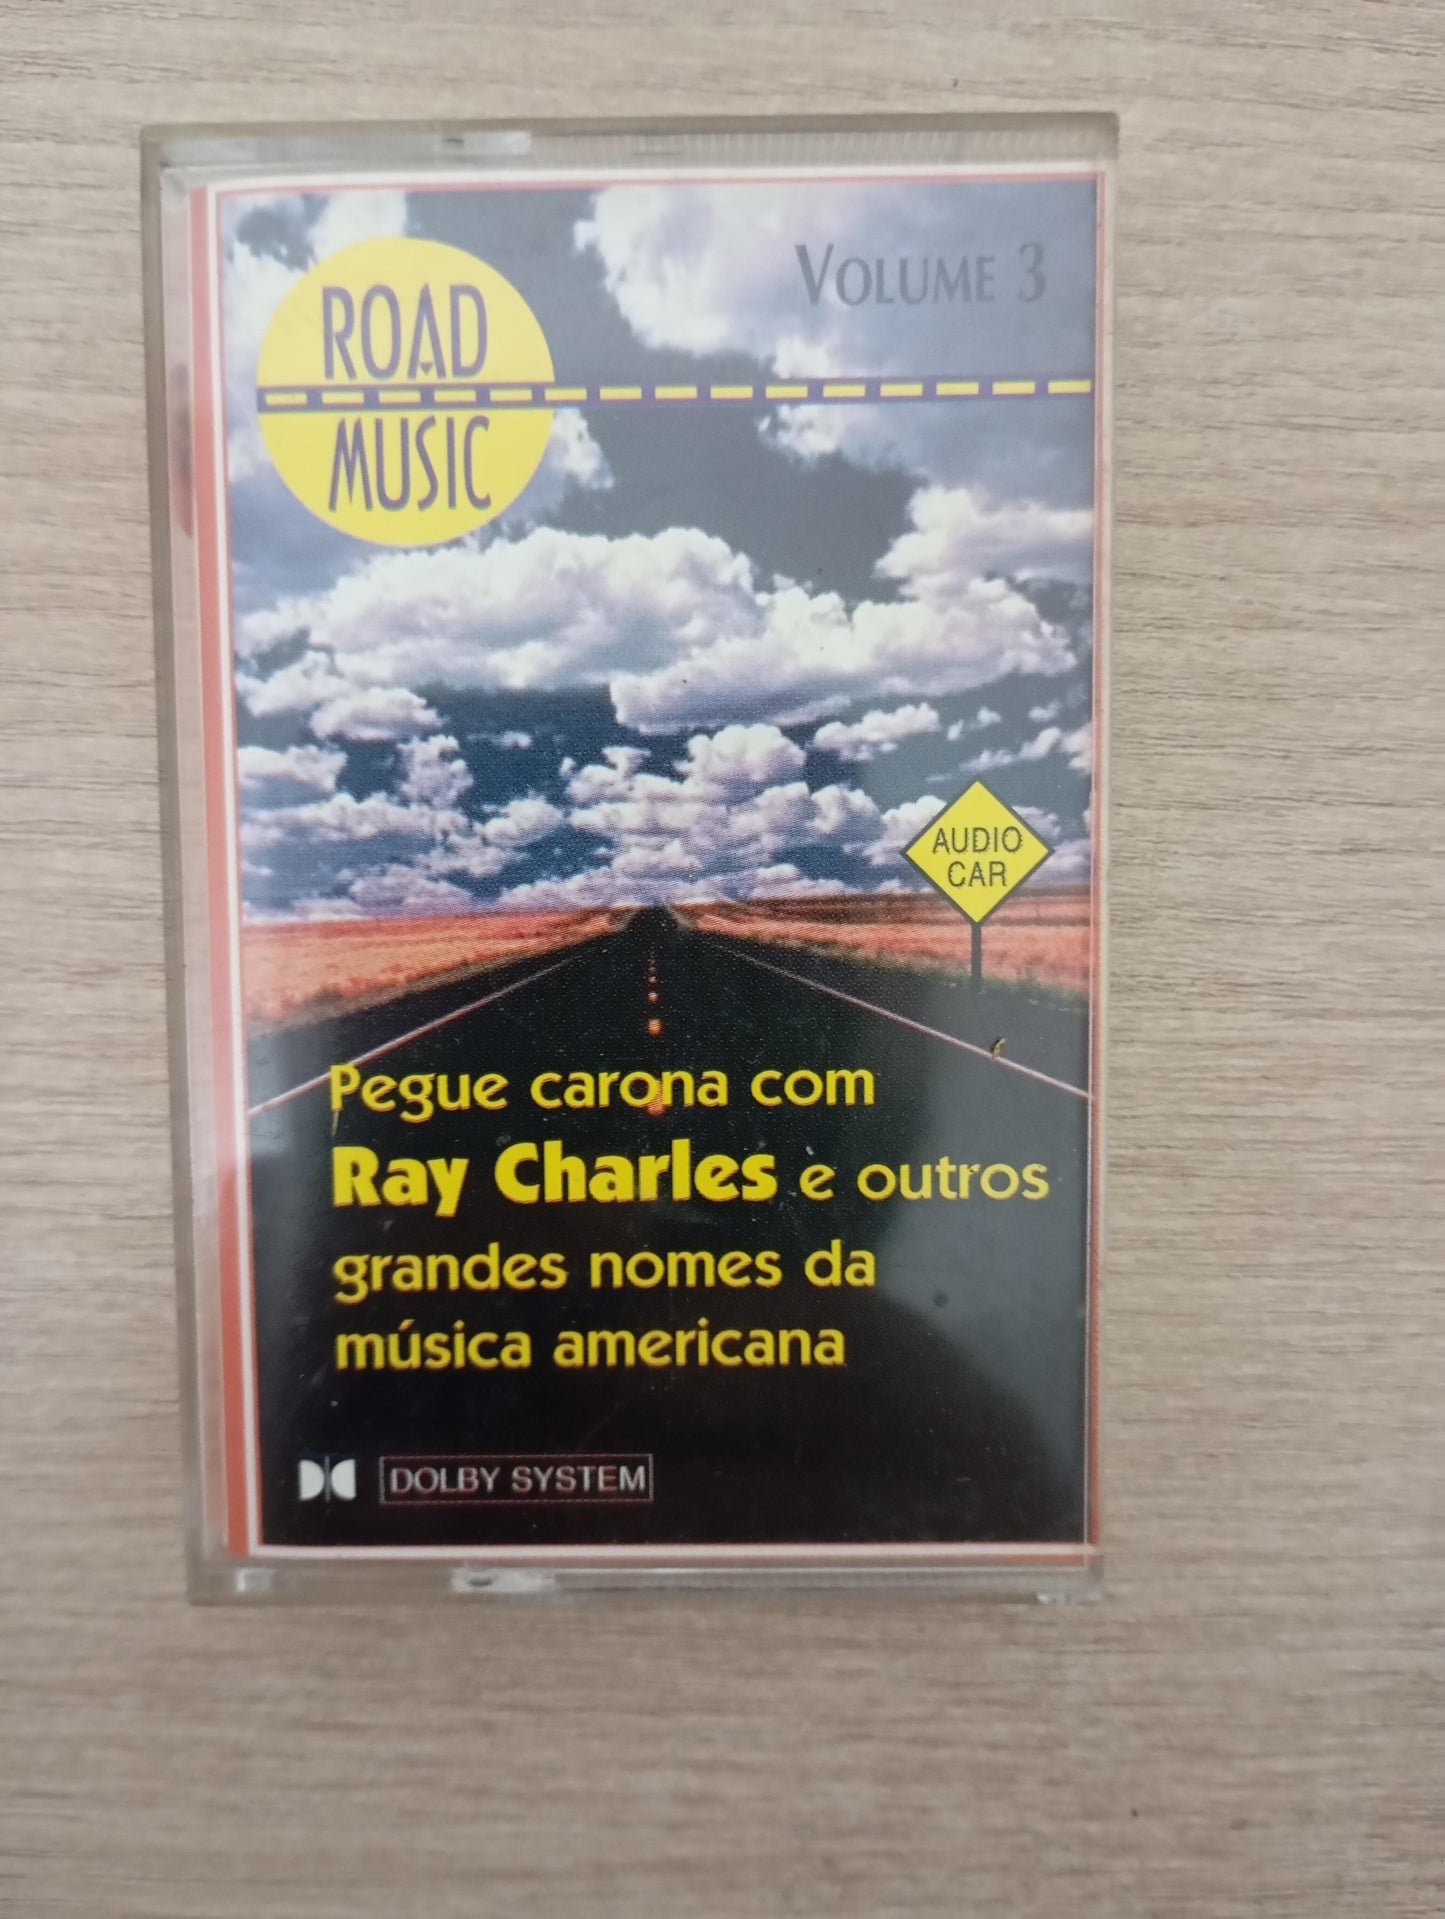 ROAD
MUSIC
VOLUME 3
AUDIO
CAR
Pegue carona com
Ray Charles e outros
grandes nomes da
música americana
DOLBY SYSTEM